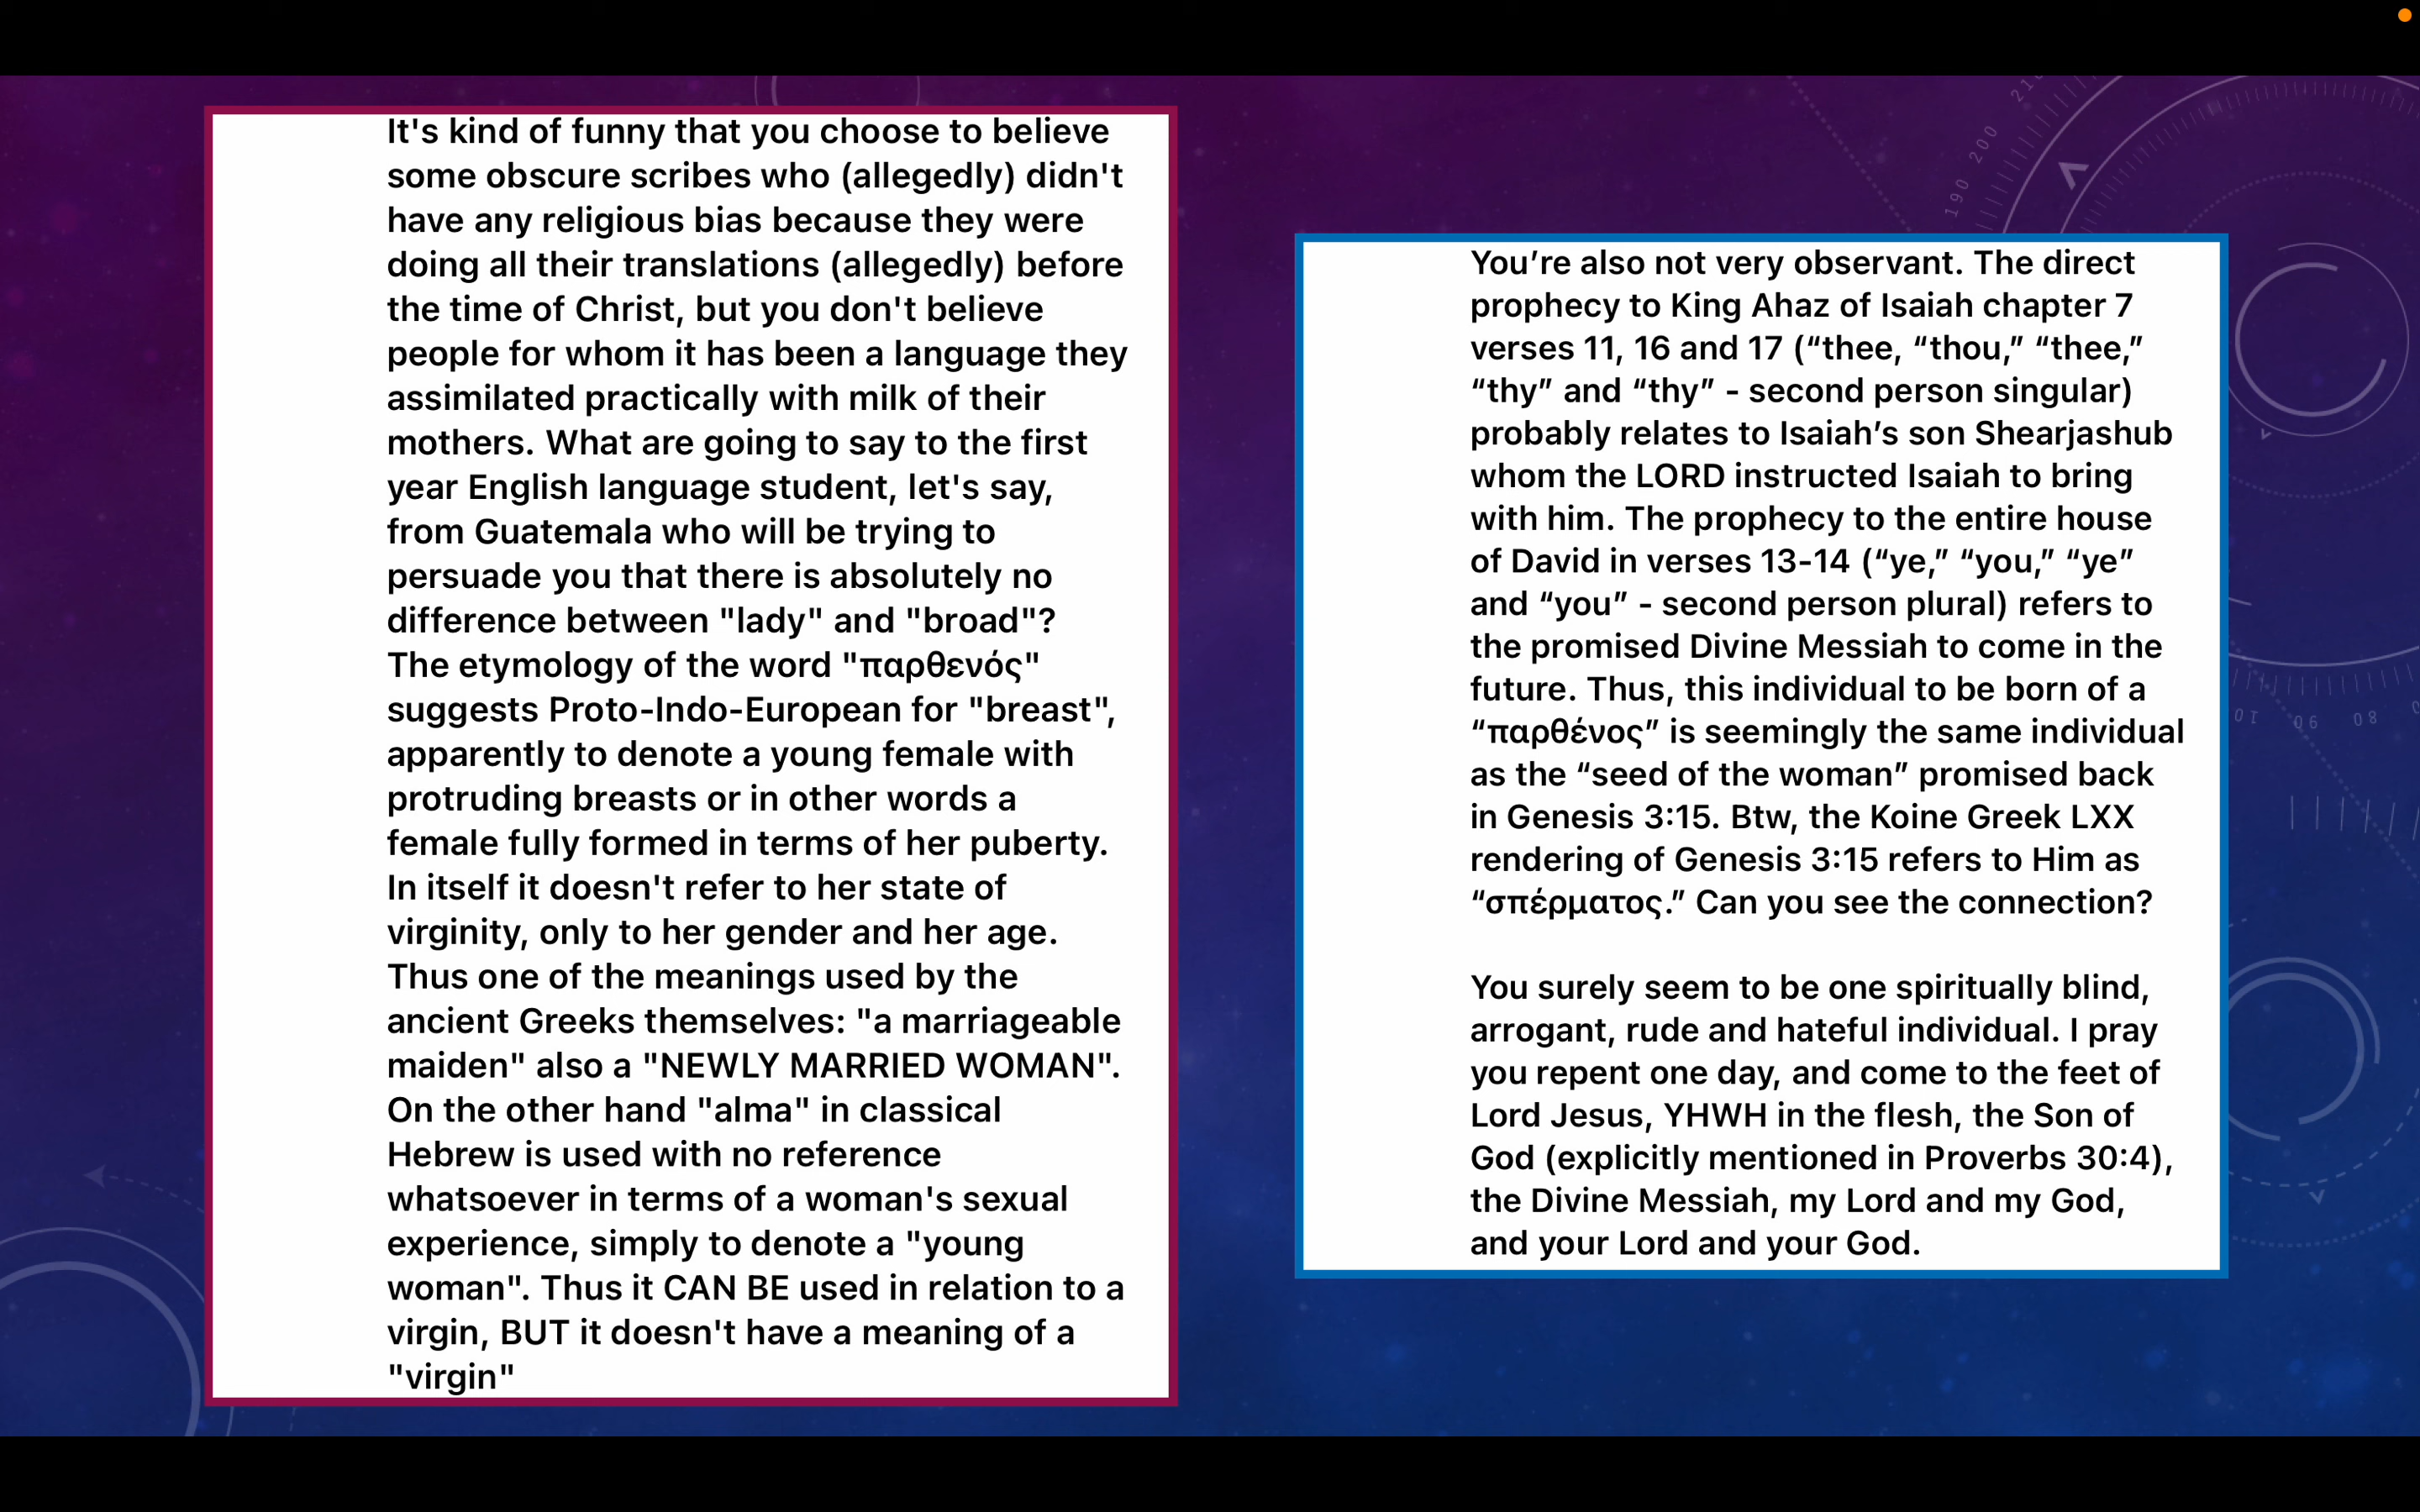 It's kind of funny that you choose to believe
some obscure scribes who (allegedly) didn't
have any religious bias because they were
doing all their translations (allegedly) before
the time of Christ, but you don't believe
people for whom it has been a language they
assimilated practically with milk of their
mothers. What are going to say to the first
year English language student, let's say,
from Guatemala who will be trying to
persuade you that there is absolutely no
difference between "lady" and "broad"?
The etymology of the word "παρθενός"
suggests Proto-Indo-European for "breast",
apparently to denote a young female with
protruding breasts or in other words a
female fully formed in terms of her puberty.
In itself it doesn't refer to her state of
virginity, only to her gender and her age.
Thus one of the meanings used by the
ancient Greeks themselves: "a marriageable
maiden" also a "NEWLY MARRIED WOMAN".
On the other hand "alma" in classical
Hebrew is used with no reference
whatsoever in terms of a woman's sexual
experience, simply to denote a "young
woman". Thus it CAN BE used in relation to a
virgin, BUT it doesn't have a meaning of a
"virgin"
You’re also not very observant. The direct
prophecy to King Ahaz of Isaiah chapter 7
verses 11, 16 and 17 (“thee, “thou,” “thee,”
“thy” and “thy” - second person singular)
probably relates to Isaiah’s son Shearjashub
whom the LORD instructed Isaiah to bring
with him. The prophecy to the entire house
of David in verses 13-14 (“ye,” “you,” “ye”
and “you” - second person plural) refers to
the promised Divine Messiah to come in the
future. Thus, this individual to be born of a
“παρθένος” is seemingly the same individual
as the “seed of the woman” promised back
in Genesis 3:15. Btw, the Koine Greek LXX
rendering of Genesis 3:15 refers to Him as
“σπέρματος.” Can you see the connection?
You surely seem to be one spiritually blind,
arrogant, rude and hateful individual. I pray
you repent one day, and come to the feet of
Lord Jesus, YHWH in the flesh, the Son of
God (explicitly mentioned in Proverbs 30:4),
the Divine Messiah, my Lord and my God,
and your Lord and your God.
190 200